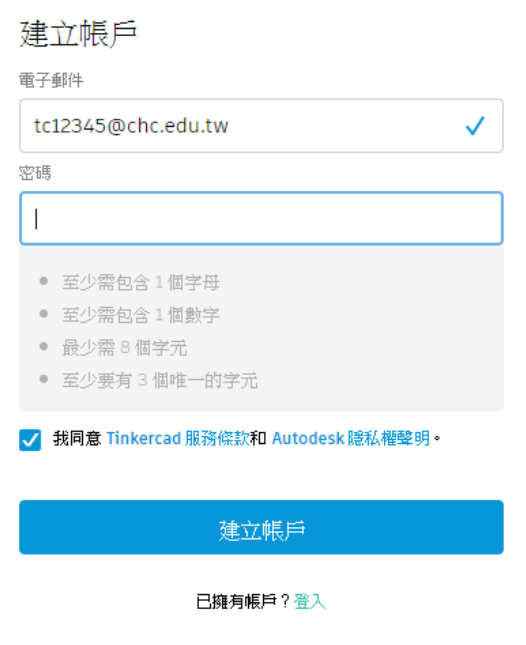 建立帳戶
電子郵件
tc12345@chc.edu.tw
密碼
至少需包含 1 個字母
至少需包含 1 個數字
最少需 8 個字元
至少要有 3 個唯一的字元
我同意 Tinkercad 服務條款和 Autodesk 隱私權聲明。
建立帳戶
已擁有帳戶？登入